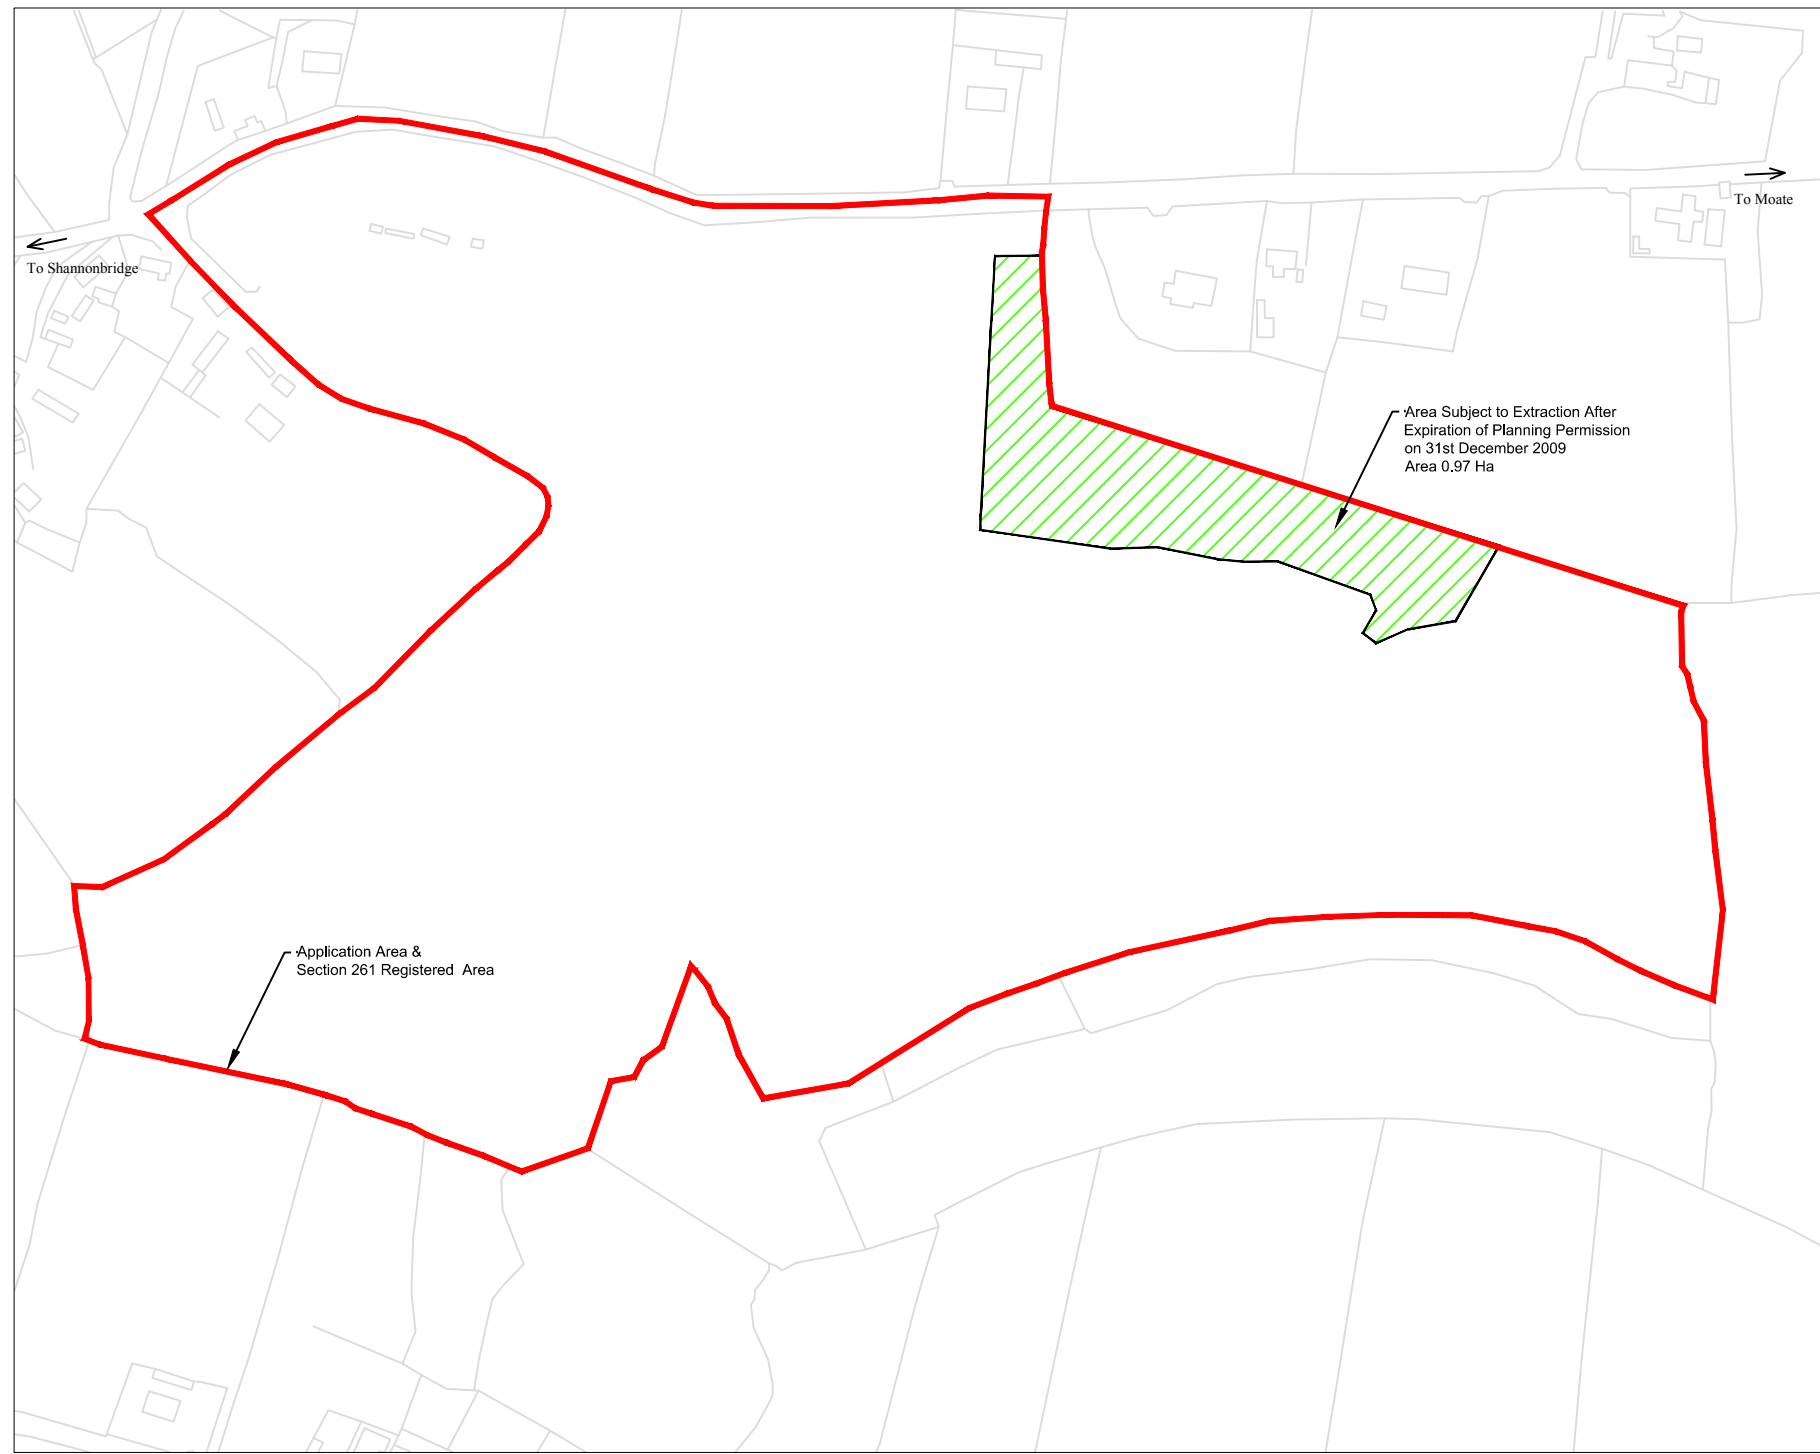 To Moate
To Shannonbridge
Area Subject to Extraction After
Expiration of Planning Permission
on 31st December 2009
Area 0.97 Ha
Application Area &
Section 261 Registered Area